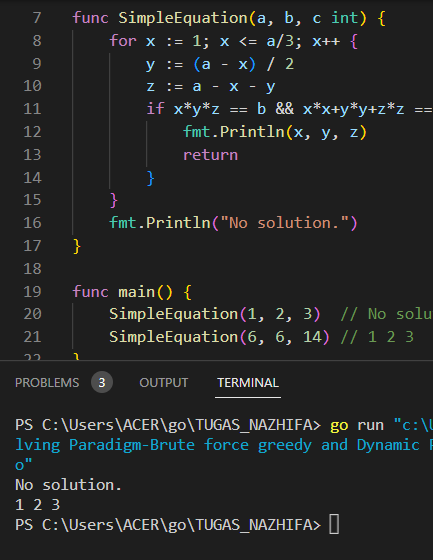 7 func SimpleEquation(a, b, c int) {
8 for x := 1; x <= a/3; x++ {
9 y := (a - x) / 2
10 z := a - x - y
11 if x*y*z == b && x*x+y*y+z*z ==
12 fmt.Println(x, y, z)
13 return
14 }
15 }
16 fmt.Println("No solution.")
17 }
18
19 func main() {
20 SimpleEquation(1, 2, 3) // No solu
21 SimpleEquation(6, 6, 14) // 1 2 3
22 }
PROBLEMS 3 OUTPUT TERMINAL
PS C:\Users\ACER\go\TUGAS_NAZHIFA> go run "c:\U
lving Paradigm-Brute force greedy and Dynamic P
o"
No solution.
1 2 3
PS C:\Users\ACER\go\TUGAS_NAZHIFA>